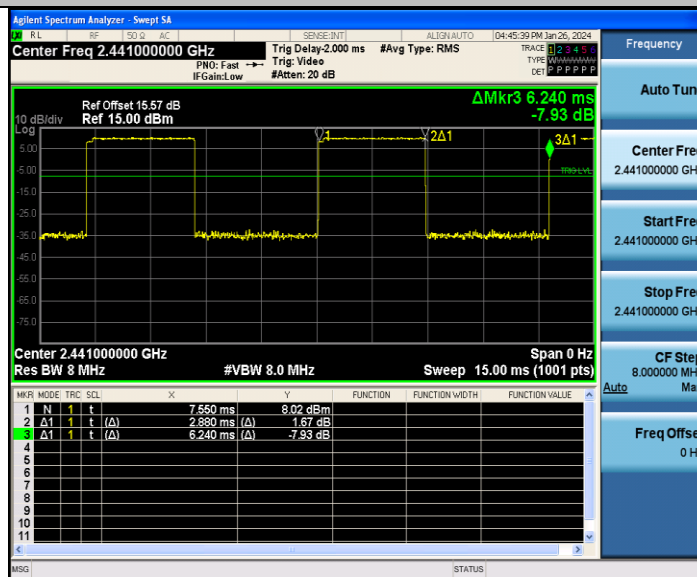 Agilent Spectrum Analyzer - Swept SA
RL RF 50 Ω AC SENSE:INT ALIGN AUTO 04:45:39 PM Jan 26, 2024
Center Freq 2.441000000 GHz Trig Delay-2.000 ms #Avg Type: RMS TRACE 1 2 3 4 5 6
PNO: Fast Trig: Video TYPE WWWWWW
IFGain:Low #Atten: 20 dB DET P P P P P P
Frequency
Auto Tun
ΔMkr3 6.240 ms
-7.93 dB
Ref Offset 15.57 dB
10 dB/div Ref 15.00 dBm
Log
1 2Δ1 3Δ1
5.00
-5.00
TRIG LVL
-15.0
-25.0
-35.0
-45.0
-55.0
-65.0
-75.0
Center Fre
2.441000000 GH
Start Fre
2.441000000 GH
Stop Fre
2.441000000 GH
CF Step
8.000000 MH
Auto Ma
Freq Offse
0 H
Center 2.441000000 GHz Span 0 Hz
Res BW 8 MHz #VBW 8.0 MHz Sweep 15.00 ms (1001 pts)
MKR MODE TRC SCL X Y FUNCTION FUNCTION WIDTH FUNCTION VALUE
1 N 1 t 7.550 ms 8.02 dBm
2 Δ1 1 t (Δ) 2.880 ms (Δ) 1.67 dB
3 Δ1 1 t (Δ) 6.240 ms (Δ) -7.93 dB
4
5
6
7
8
9
10
11
MSG STATUS